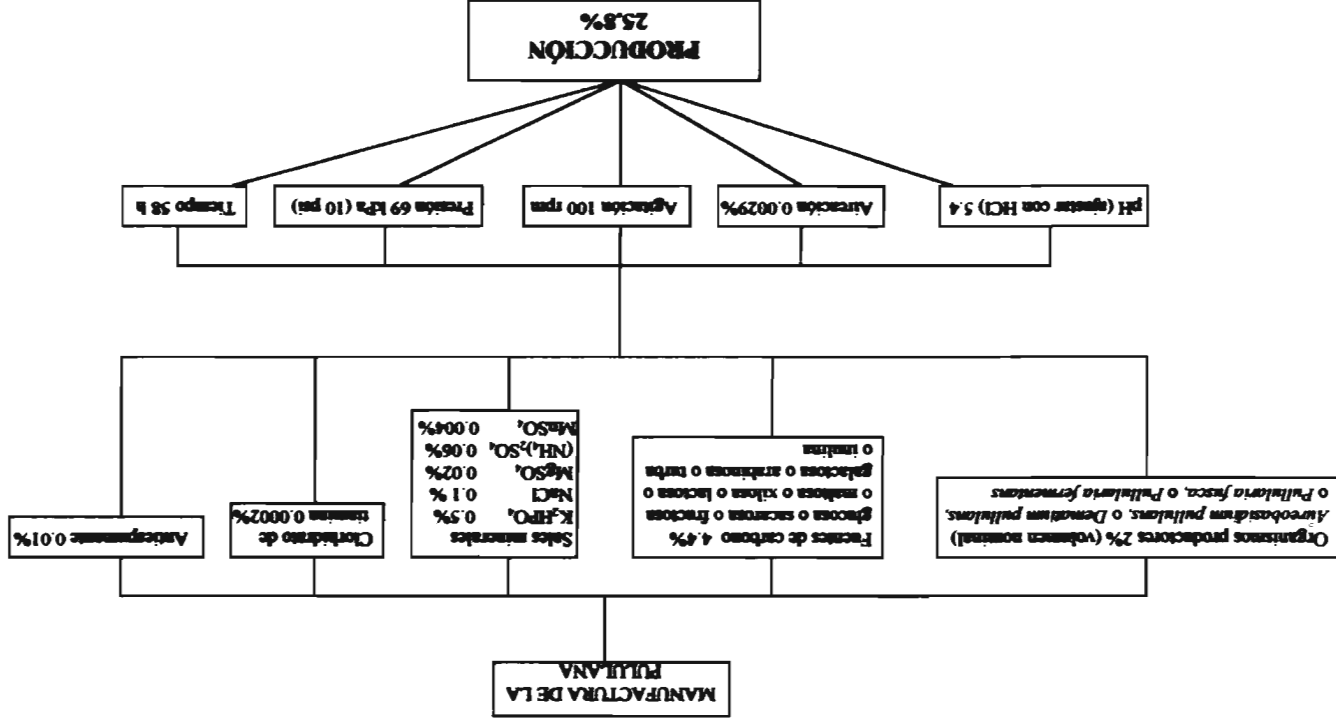 MANUFACTURA DE LA
PULULANA
Organismos productores 2% (volumen nominal)
Aureobasidium pullulans, o Dematium pullulans,
o Pullularia fusca, o Pullularia fermentans
Fuentes de carbono 4.4%
glucosa o sacarosa o fructosa
o maltosa o xilosa o lactosa o
galactosa o arabinosa o turba
o inulina
Sales minerales
K₂HPO₄ 0.5%
NaCl 0.1 %
MgSO₄ 0.02%
(NH₄)₂SO₄ 0.06%
MnSO₄ 0.004%
Clorhidrato de
tiamina 0.0002%
Antiespumante 0.01%
pH (ajustar con HCl) 5.4
Aireación 0.0029%
Agitación 100 rpm
Presión 69 kPa (10 psi)
Tiempo 58 h
PRODUCCIÓN
25.8%